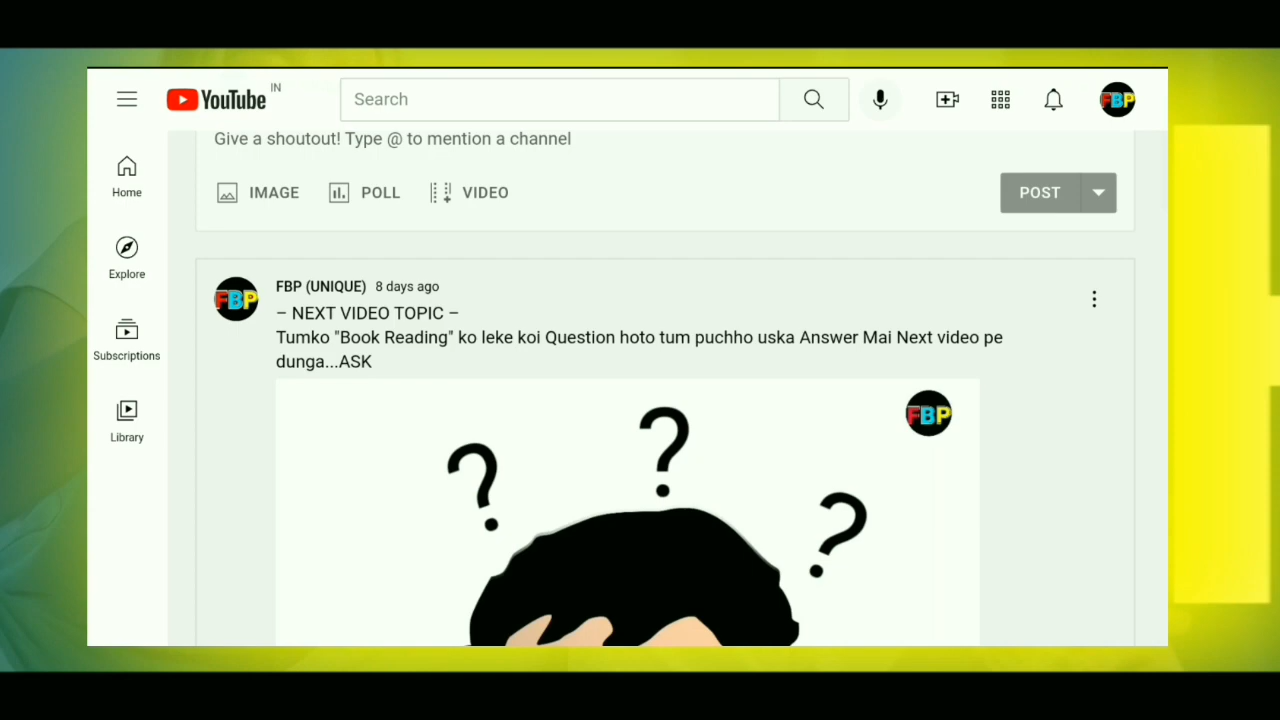 YouTube IN
Search
FBP
Give a shoutout! Type @ to mention a channel
IMAGE POLL VIDEO POST
Home
Explore
Subscriptions
Library
FBP
FBP (UNIQUE) 8 days ago
– NEXT VIDEO TOPIC –
Tumko "Book Reading" ko leke koi Question hoto tum puchho uska Answer Mai Next video pe
dunga...ASK
FBP
? ? ?